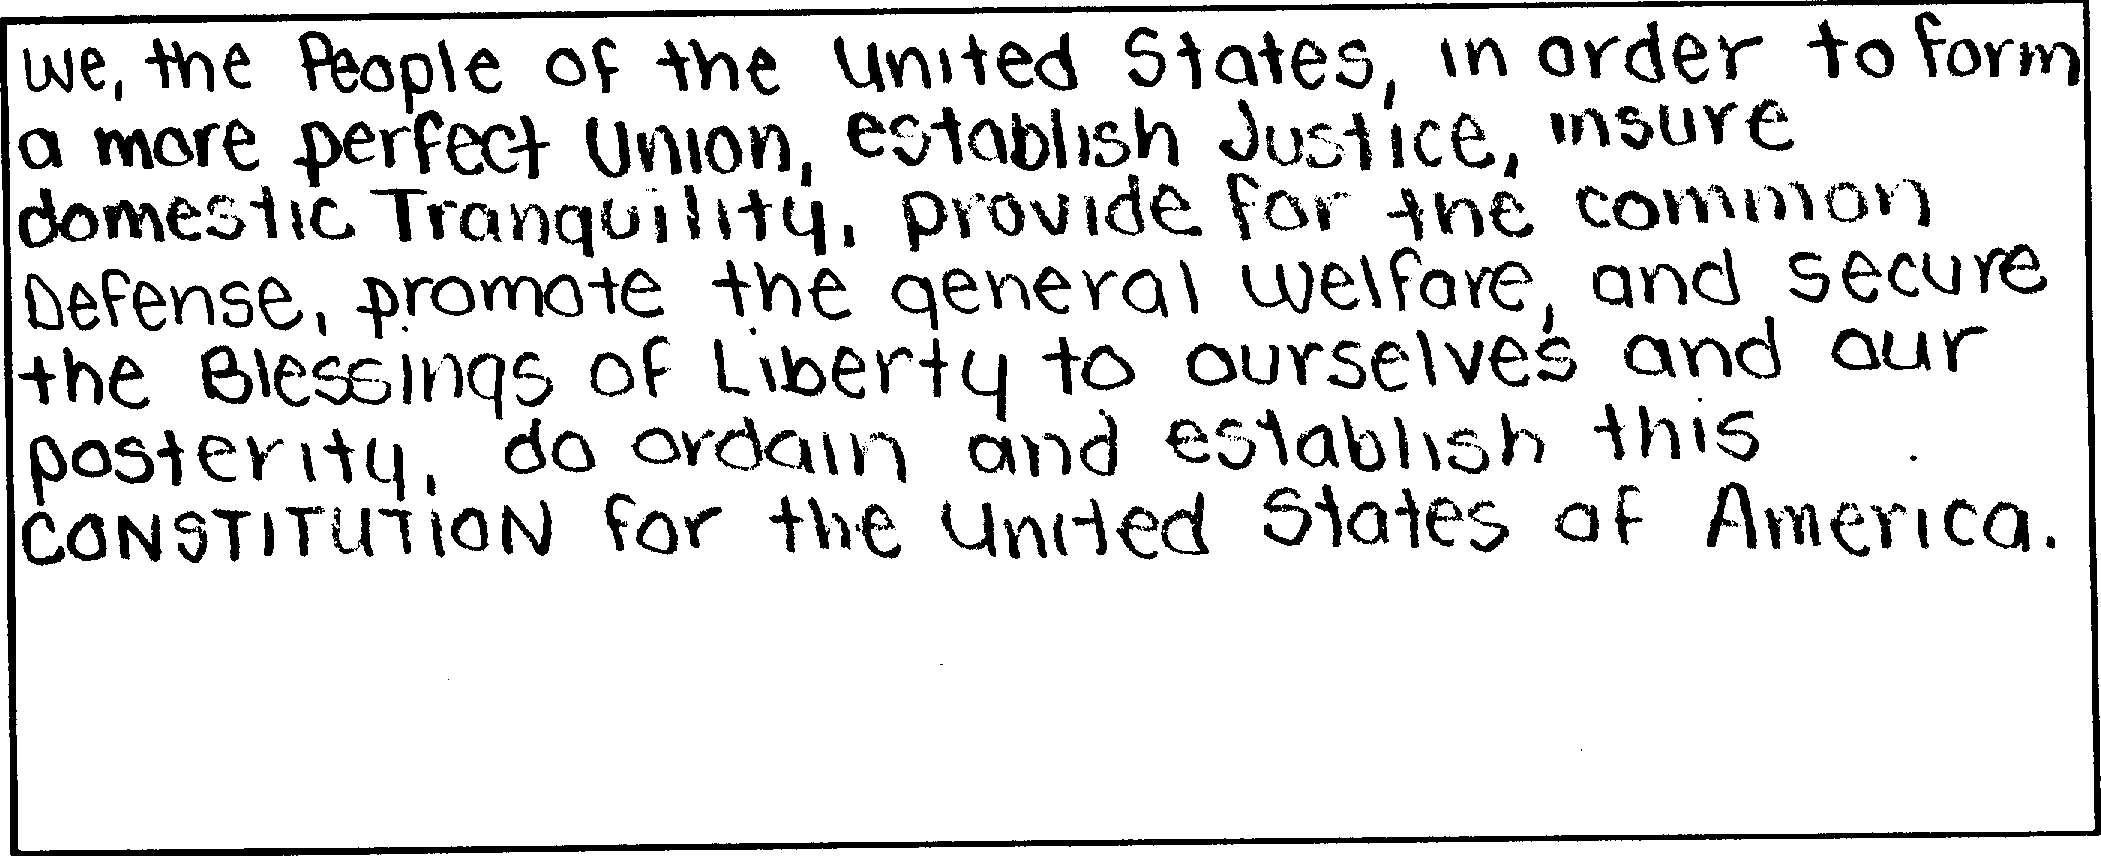 We, the People of the United States, in order to form
a more perfect Union, establish Justice, insure
domestic Tranquility, provide for the common
Defense, promote the general Welfare, and secure
the Blessings of Liberty to ourselves and our
posterity, do ordain and establish this
CONSTITUTION for the United States of America.